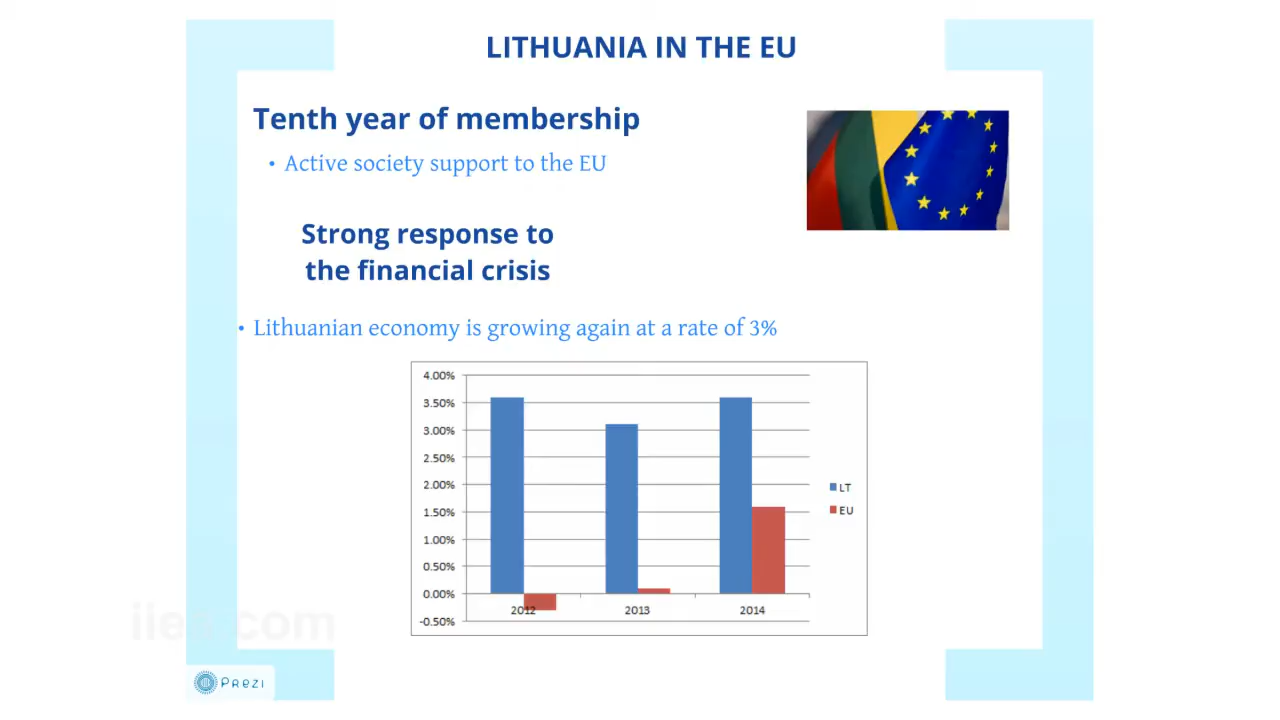 LITHUANIA IN THE EU
Tenth year of membership
• Active society support to the EU
Strong response to
the financial crisis
• Lithuanian economy is growing again at a rate of 3%
4.00%
3.50%
3.00%
2.50%
2.00%
1.50%
1.00%
0.50%
0.00%
-0.50%
2012
2013
2014
LT
EU
Prezi